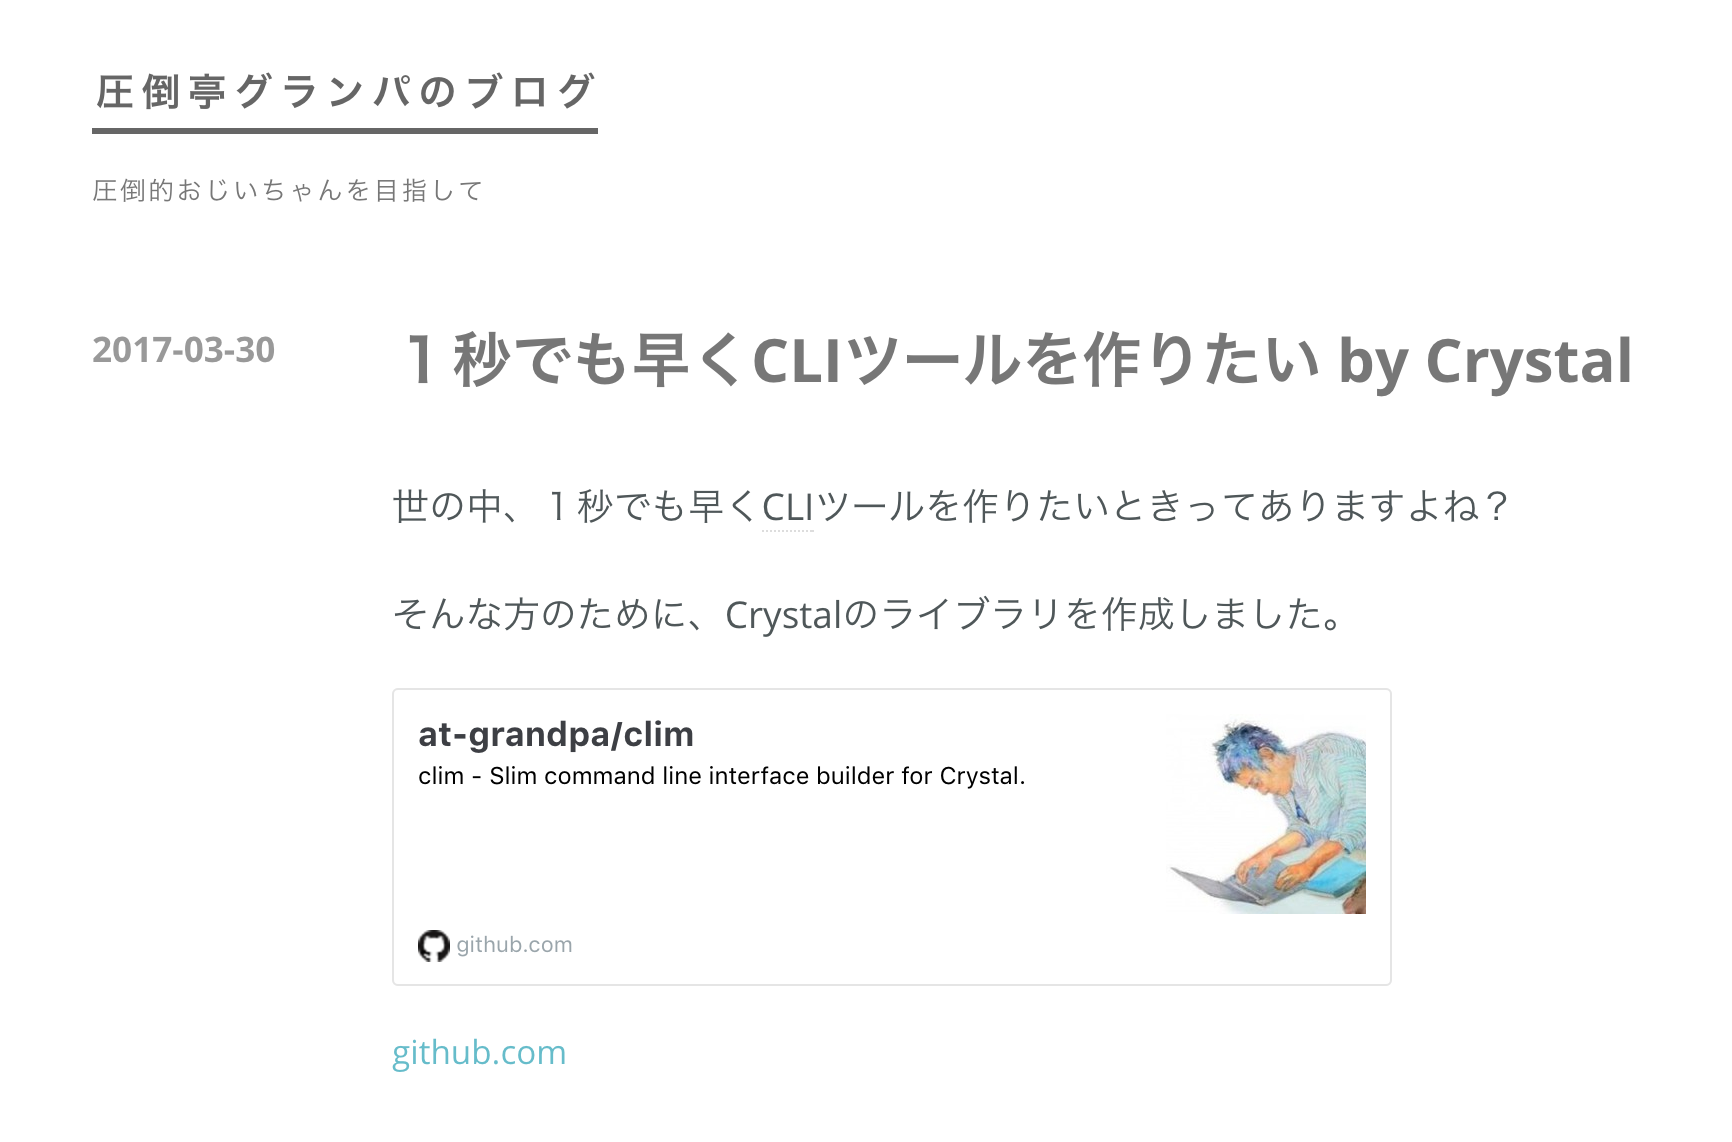 圧倒亭グランパのブログ
圧倒的おじいちゃんを目指して
2017-03-30
１秒でも早くCLIツールを作りたい by Crystal
世の中、１秒でも早くCLIツールを作りたいときってありますよね？
そんな方のために、Crystalのライブラリを作成しました。
at-grandpa/clim
clim - Slim command line interface builder for Crystal.
github.com
github.com